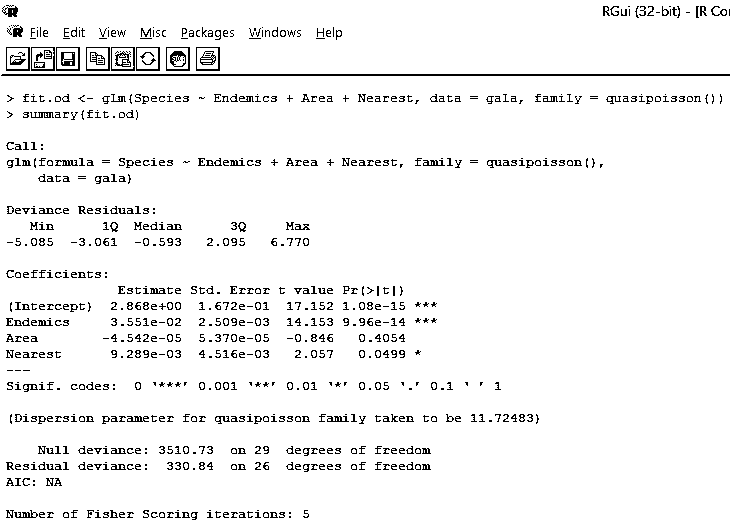 RGui (32-bit) - [R Cor
File Edit View Misc Packages Windows Help
> fit.od <- glm(Species ~ Endemics + Area + Nearest, data = gala, family = quasipoisson())
> summary(fit.od)
Call:
glm(formula = Species ~ Endemics + Area + Nearest, family = quasipoisson(),
    data = gala)
Deviance Residuals:
   Min      1Q  Median      3Q     Max
-5.085  -3.061  -0.593   2.095   6.770
Coefficients:
              Estimate Std. Error t value Pr(>|t|)
(Intercept)  2.868e+00  1.672e-01  17.152 1.08e-15 ***
Endemics     3.551e-02  2.509e-03  14.153 9.96e-14 ***
Area        -4.542e-05  5.370e-05  -0.846   0.4054
Nearest      9.289e-03  4.516e-03   2.057   0.0499 *
---
Signif. codes:  0 '***' 0.001 '**' 0.01 '*' 0.05 '.' 0.1 ' ' 1
(Dispersion parameter for quasipoisson family taken to be 11.72483)
    Null deviance: 3510.73  on 29  degrees of freedom
Residual deviance:  330.84  on 26  degrees of freedom
AIC: NA
Number of Fisher Scoring iterations: 5